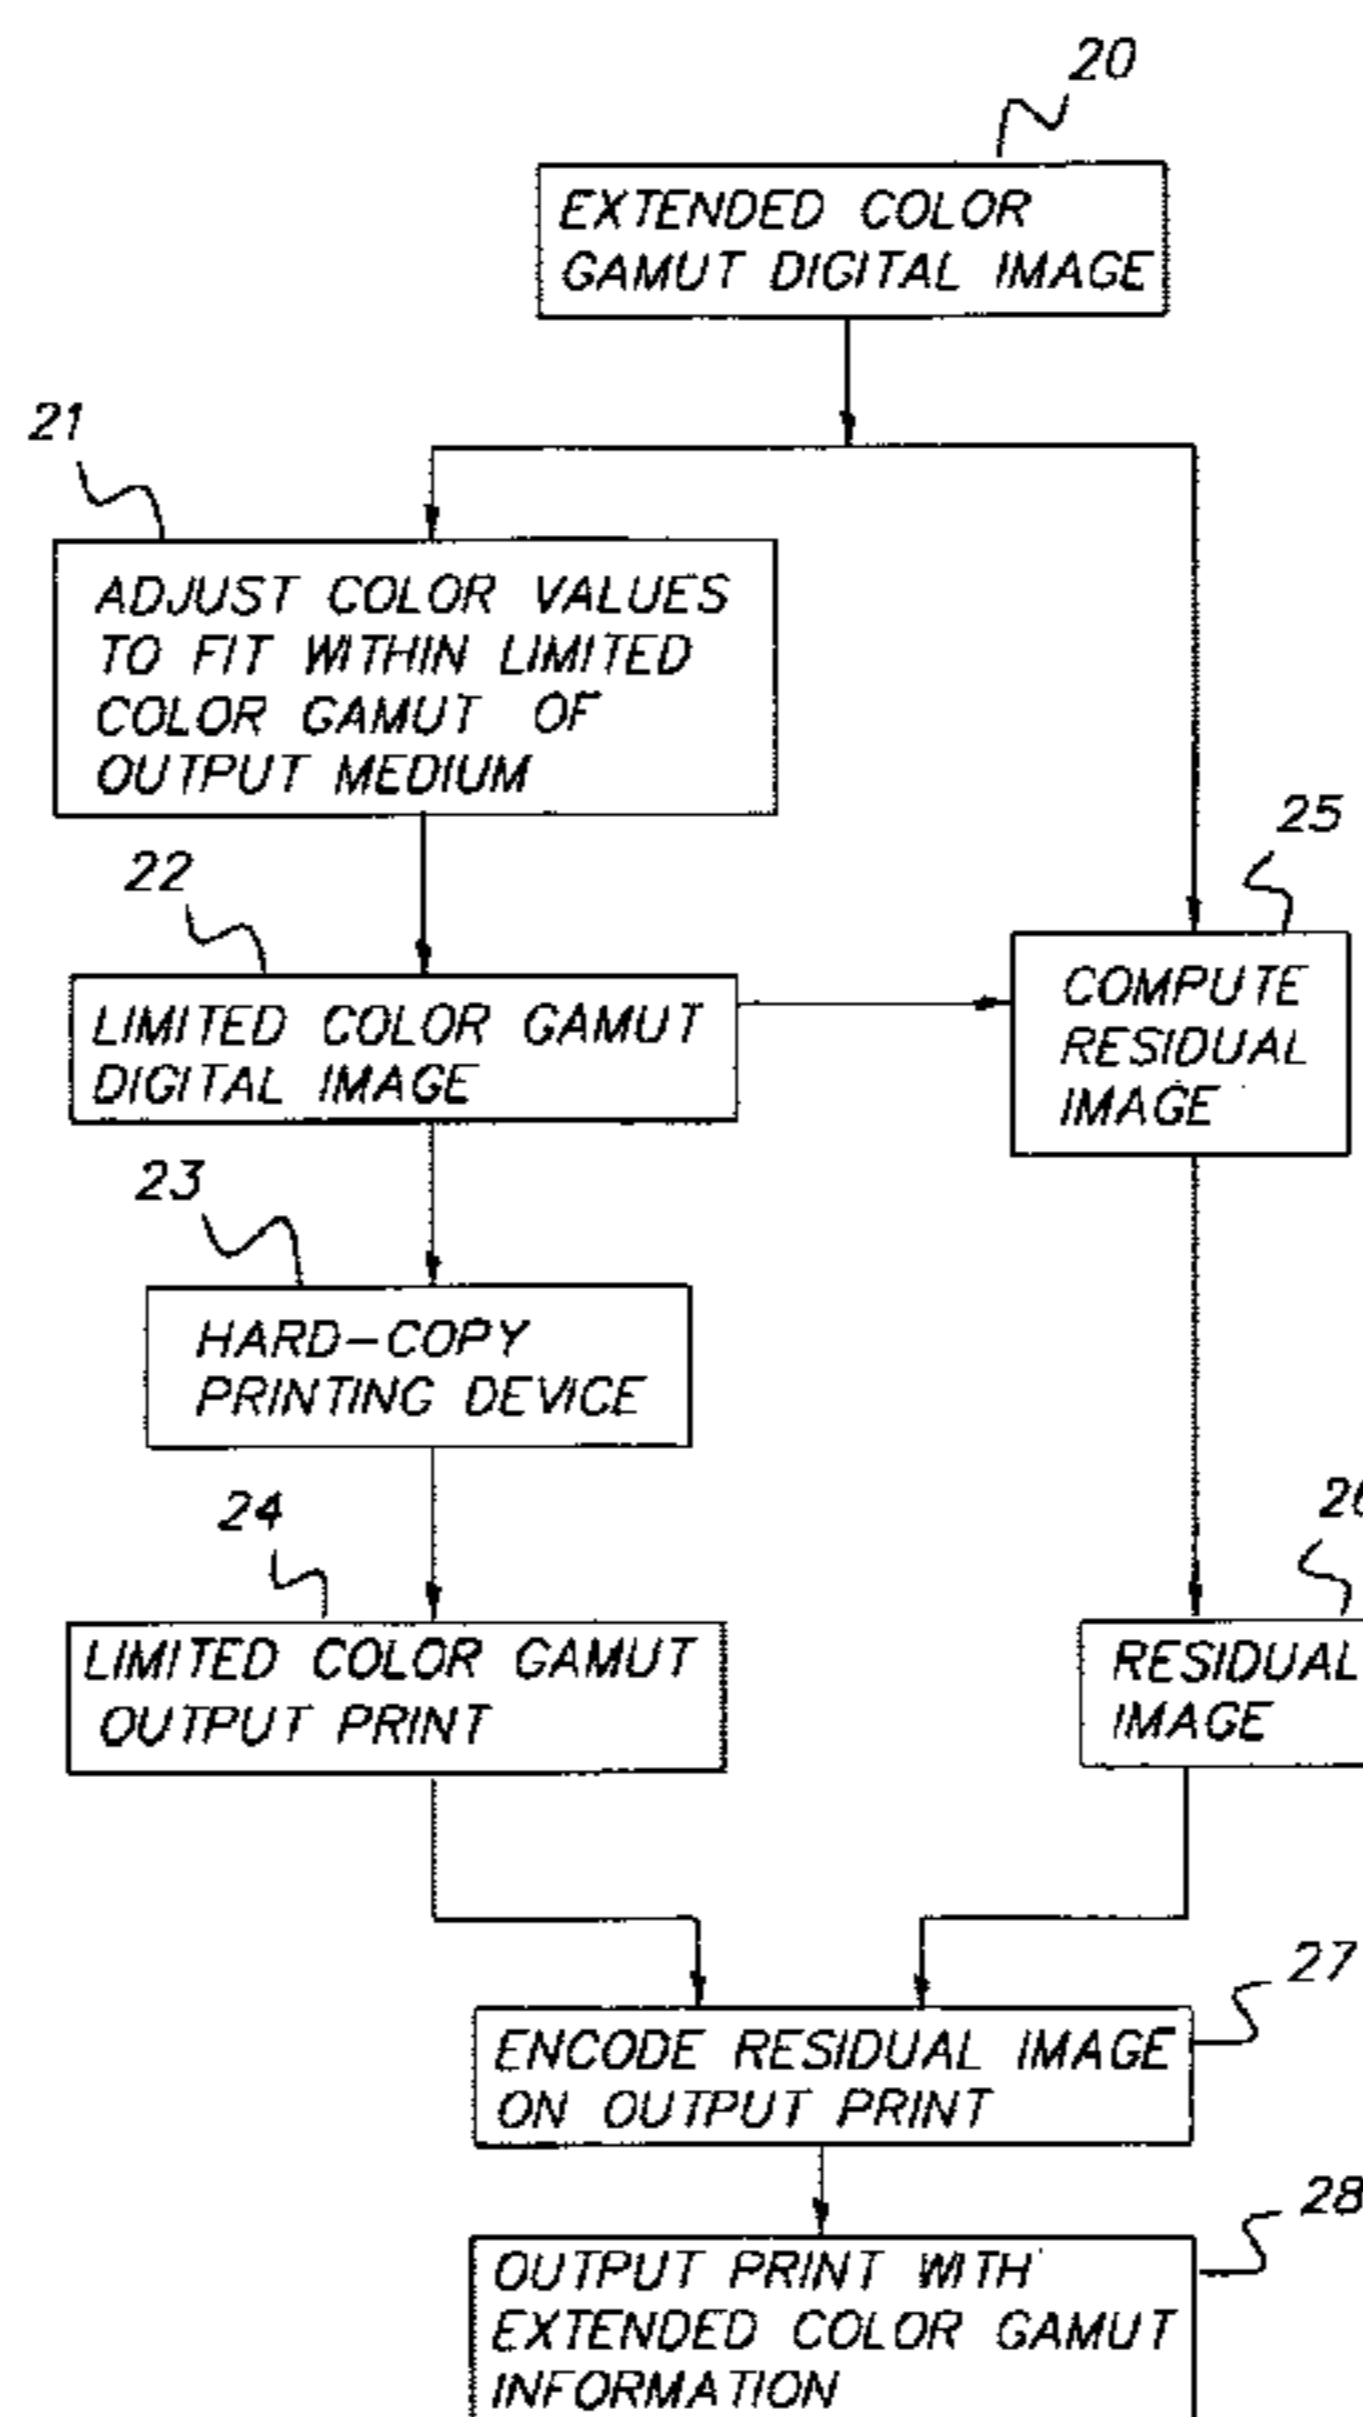 20
EXTENDED COLOR
GAMUT DIGITAL IMAGE
21
ADJUST COLOR VALUES
TO FIT WITHIN LIMITED
COLOR GAMUT OF
OUTPUT MEDIUM
22
LIMITED COLOR GAMUT
DIGITAL IMAGE
25
COMPUTE
RESIDUAL
IMAGE
23
HARD-COPY
PRINTING DEVICE
24
LIMITED COLOR GAMUT
OUTPUT PRINT
26
RESIDUAL
IMAGE
27
ENCODE RESIDUAL IMAGE
ON OUTPUT PRINT
28
OUTPUT PRINT WITH
EXTENDED COLOR GAMUT
INFORMATION